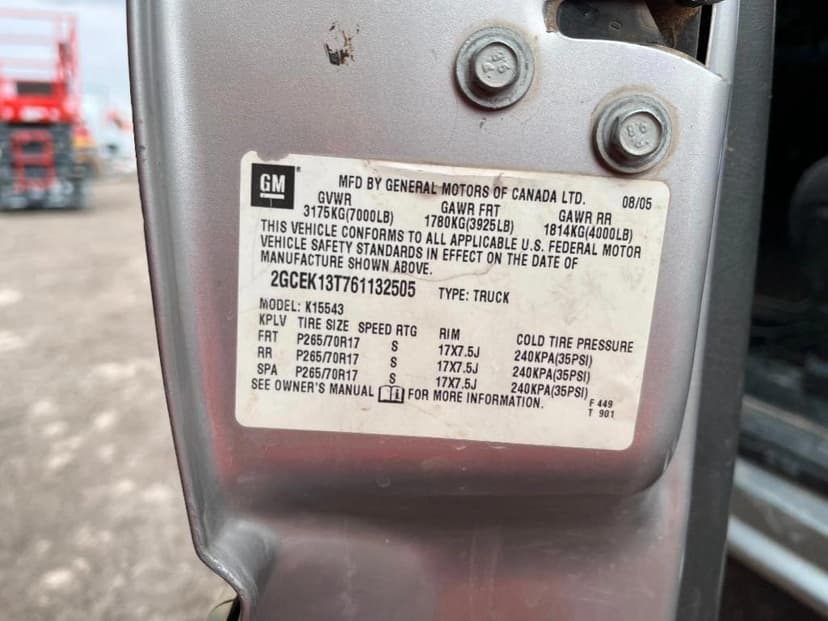 GM MFD BY GENERAL MOTORS OF CANADA LTD. 08/05
GVWR GAWR FRT GAWR RR
3175KG(7000LB) 1780KG(3925LB) 1814KG(4000LB)
THIS VEHICLE CONFORMS TO ALL APPLICABLE U.S. FEDERAL MOTOR
VEHICLE SAFETY STANDARDS IN EFFECT ON THE DATE OF
MANUFACTURE SHOWN ABOVE.
2GCEK13T761132505 TYPE: TRUCK
MODEL: K15543
KPLV TIRE SIZE SPEED RTG RIM COLD TIRE PRESSURE
FRT P265/70R17 S 17X7.5J 240KPA(35PSI)
RR P265/70R17 S 17X7.5J 240KPA(35PSI)
SPA P265/70R17 S 17X7.5J 240KPA(35PSI)
SEE OWNER'S MANUAL FOR MORE INFORMATION.
F 449
T 901